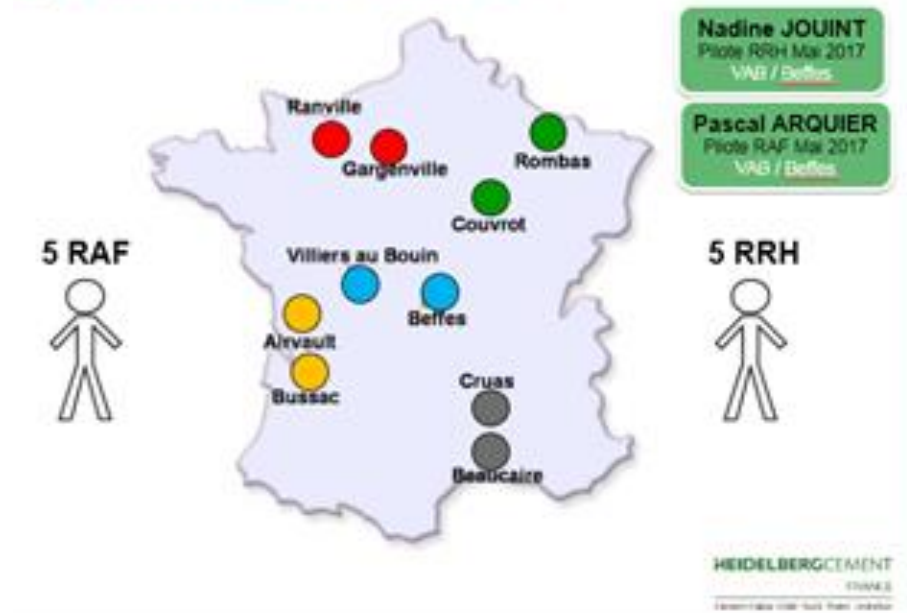 Nadine JOUINT
Pilote RRH Mai 2017
VAB / Beffes
Pascal ARQUIER
Pilote RAF Mai 2017
VAB / Beffes
Ranville
Gargenville
Rombas
Couvrot
5 RAF
5 RRH
Villiers au Bouin
Beffes
Airvault
Bussac
Cruas
Beaucaire
HEIDELBERGCEMENT
FRANCE